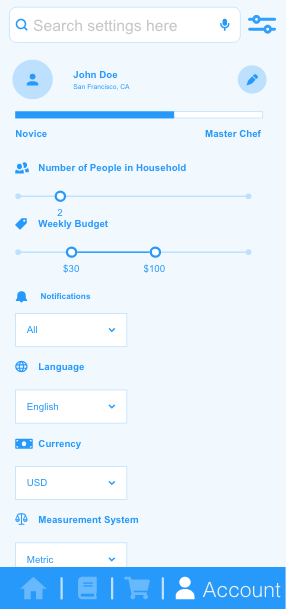 Search settings here
John Doe
San Francisco, CA
Novice
Master Chef
Number of People in Household
2
Weekly Budget
$30
$100
Notifications
All
Language
English
Currency
USD
Measurement System
Metric
Account